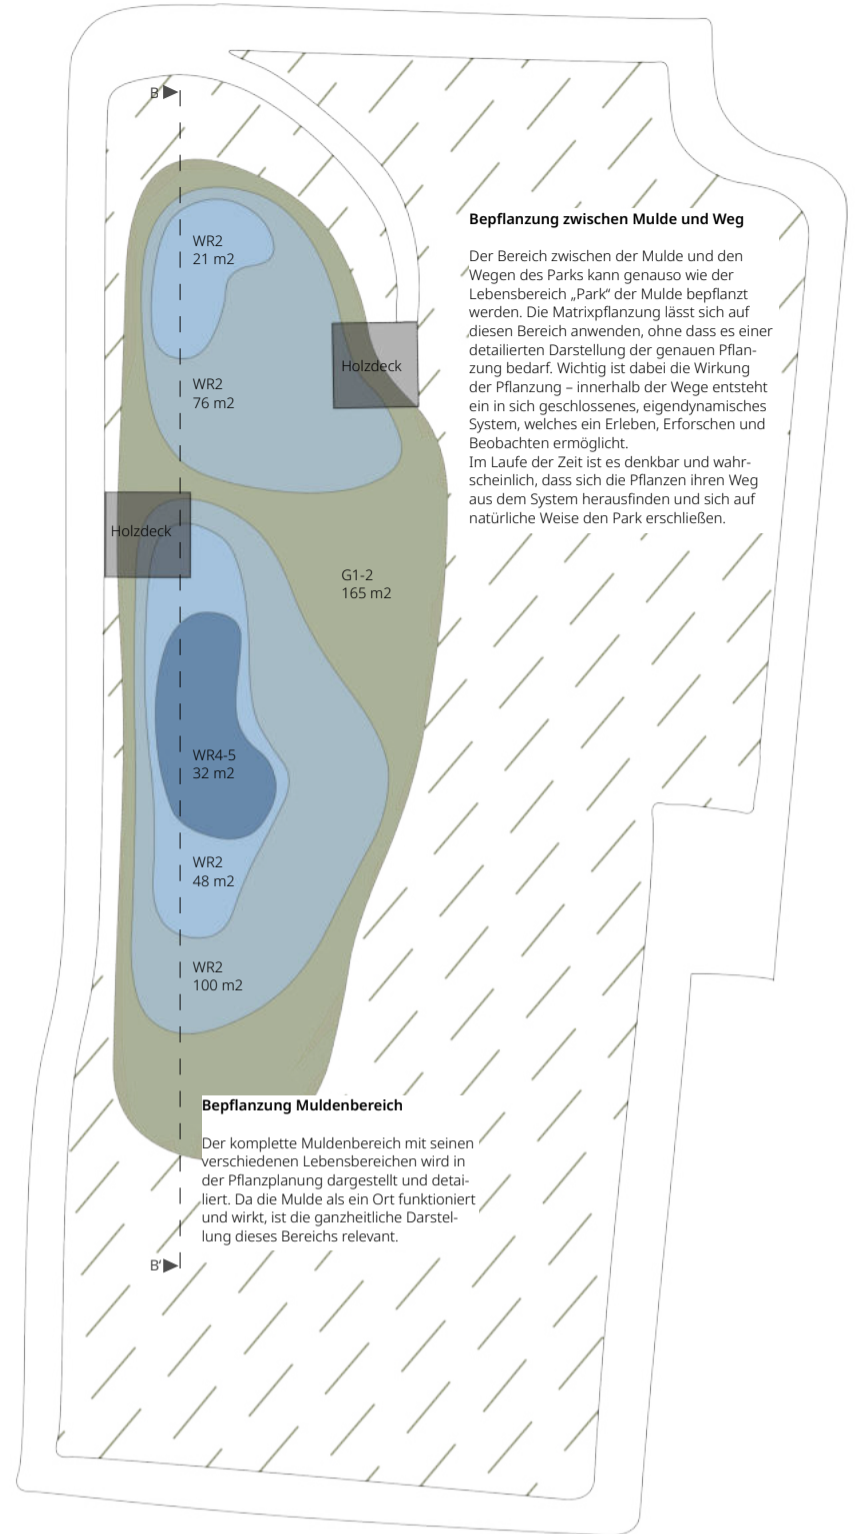 B
WR2
21 m2
Bepflanzung zwischen Mulde und Weg
Der Bereich zwischen der Mulde und den
Wegen des Parks kann genauso wie der
Lebensbereich „Park“ der Mulde bepflanzt
werden. Die Matrixpflanzung lässt sich auf
diesen Bereich anwenden, ohne dass es einer
detailierten Darstellung der genauen Pflan-
zung bedarf. Wichtig ist dabei die Wirkung
der Pflanzung – innerhalb der Wege entsteht
ein in sich geschlossenes, eigendynamisches
System, welches ein Erleben, Erforschen und
Beobachten ermöglicht.
Im Laufe der Zeit ist es denkbar und wahr-
scheinlich, dass sich die Pflanzen ihren Weg
aus dem System herausfinden und sich auf
natürliche Weise den Park erschließen.
Holzdeck
WR2
76 m2
Holzdeck
G1-2
165 m2
WR4-5
32 m2
WR2
48 m2
WR2
100 m2
Bepflanzung Muldenbereich
Der komplette Muldenbereich mit seinen
verschiedenen Lebensbereichen wird in
der Pflanzplanung dargestellt und detai-
liert. Da die Mulde als ein Ort funktioniert
und wirkt, ist die ganzheitliche Darstel-
lung dieses Bereichs relevant.
B'